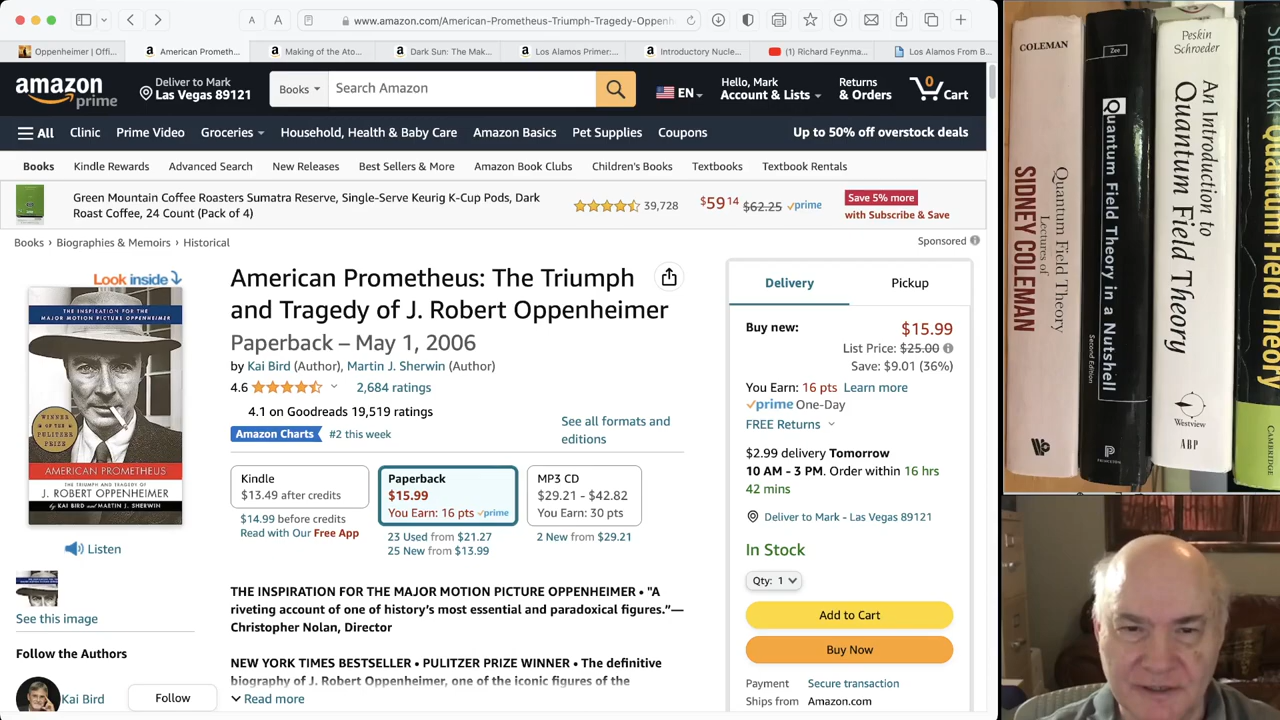 www.amazon.com/American-Prometheus-Triumph-Tragedy-Oppenh
Oppenheimer | Offi...
American Prometh...
Making of the Ato...
Dark Sun: The Mak...
Los Alamos Primer:...
Introductory Nucle...
(1) Richard Feynma...
Los Alamos From B...
amazon
prime
Deliver to Mark
Las Vegas 89121
Books
Search Amazon
EN
Hello, Mark
Account & Lists
Returns
& Orders
0
Cart
All
Clinic
Prime Video
Groceries
Household, Health & Baby Care
Amazon Basics
Pet Supplies
Coupons
Up to 50% off overstock deals
Books
Kindle Rewards
Advanced Search
New Releases
Best Sellers & More
Amazon Book Clubs
Children's Books
Textbooks
Textbook Rentals
Green Mountain Coffee Roasters Sumatra Reserve, Single-Serve Keurig K-Cup Pods, Dark
Roast Coffee, 24 Count (Pack of 4)
39,728
$59 14 $62.25 prime
Save 5% more
with Subscribe & Save
Books › Biographies & Memoirs › Historical
Sponsored
Look inside
THE INSPIRATION FOR THE
MAJOR MOTION PICTURE OPPENHEIMER
WINNER
OF THE
PULITZER
PRIZE
AMERICAN PROMETHEUS
THE TRIUMPH AND TRAGEDY OF
J. ROBERT OPPENHEIMER
by KAI BIRD and MARTIN J. SHERWIN
Listen
See this image
Follow the Authors
Kai Bird
Follow
American Prometheus: The Triumph
and Tragedy of J. Robert Oppenheimer
Paperback – May 1, 2006
by Kai Bird (Author), Martin J. Sherwin (Author)
4.6
2,684 ratings
4.1 on Goodreads 19,519 ratings
Amazon Charts #2 this week
See all formats and
editions
Kindle
$13.49 after credits
$14.99 before credits
Read with Our Free App
Paperback
$15.99
You Earn: 16 pts prime
23 Used from $21.27
25 New from $13.99
MP3 CD
$29.21 - $42.82
You Earn: 30 pts
2 New from $29.21
THE INSPIRATION FOR THE MAJOR MOTION PICTURE OPPENHEIMER • "A
riveting account of one of history’s most essential and paradoxical figures.”—
Christopher Nolan, Director
NEW YORK TIMES BESTSELLER • PULITZER PRIZE WINNER • The definitive
biography of J. Robert Oppenheimer, one of the iconic figures of the
Read more
Delivery
Pickup
Buy new:
$15.99
List Price: $25.00
Save: $9.01 (36%)
You Earn: 16 pts Learn more
prime One-Day
FREE Returns
$2.99 delivery Tomorrow
10 AM - 3 PM. Order within 16 hrs
42 mins
Deliver to Mark - Las Vegas 89121
In Stock
Qty: 1
Add to Cart
Buy Now
Payment
Secure transaction
Ships from
Amazon.com
COLEMAN
Quantum Field Theory
Lectures of
SIDNEY COLEMAN
Zee
Quantum Field Theory in a Nutshell
Second Edition
PRINCETON
Peskin
Schroeder
An Introduction to
Quantum Field Theory
Westview
ABP
Srednicki
Quantum Field Theory
CAMBRIDGE